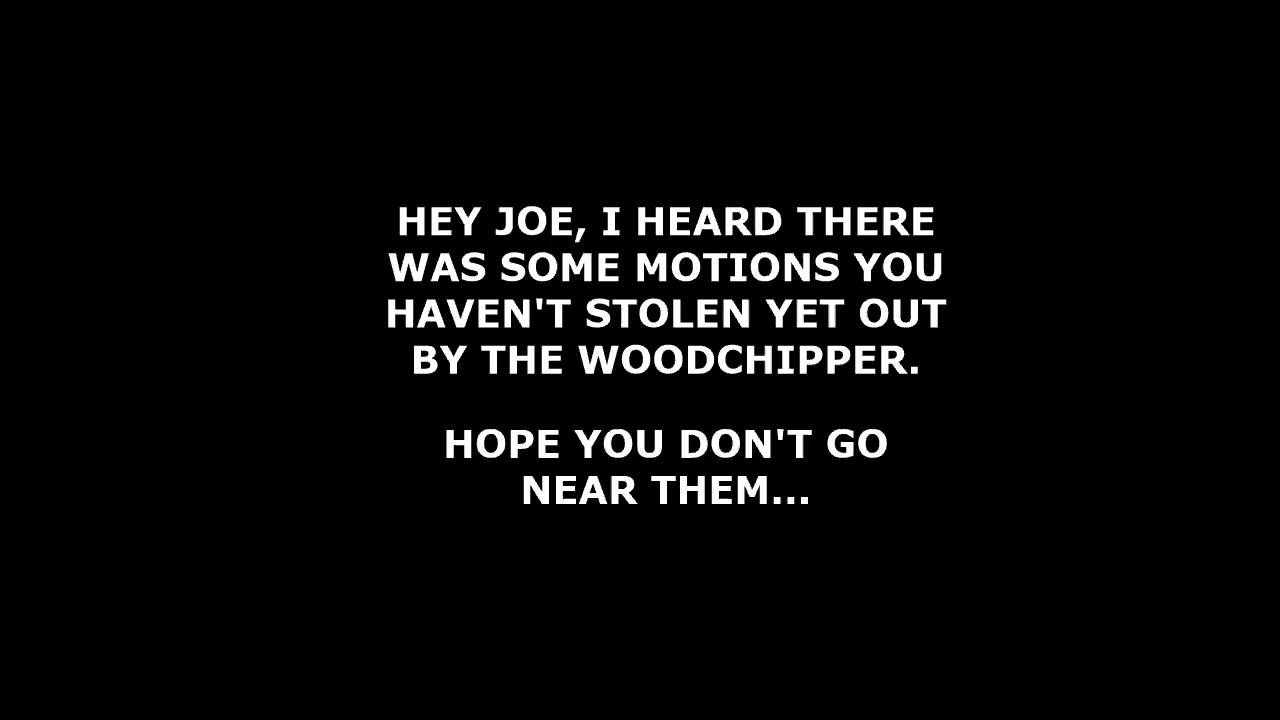 HEY JOE, I HEARD THERE
WAS SOME MOTIONS YOU
HAVEN'T STOLEN YET OUT
BY THE WOODCHIPPER.
HOPE YOU DON'T GO
NEAR THEM...